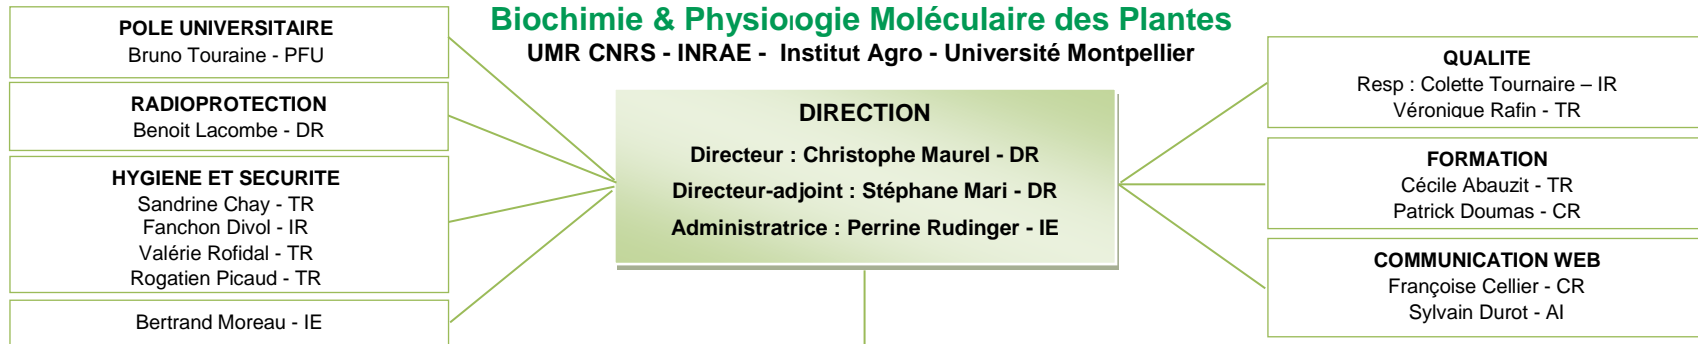 Biochimie & Physiologie Moléculaire des Plantes
UMR CNRS - INRAE - Institut Agro - Université Montpellier
POLE UNIVERSITAIRE
Bruno Touraine - PFU
RADIOPROTECTION
Benoit Lacombe - DR
HYGIENE ET SECURITE
Sandrine Chay - TR
Fanchon Divol - IR
Valérie Rofidal - TR
Rogatien Picaud - TR
Bertrand Moreau - IE
DIRECTION
Directeur : Christophe Maurel - DR
Directeur-adjoint : Stéphane Mari - DR
Administratrice : Perrine Rudinger - IE
QUALITE
Resp : Colette Tournaire – IR
Véronique Rafin - TR
FORMATION
Cécile Abauzit - TR
Patrick Doumas - CR
COMMUNICATION WEB
Françoise Cellier - CR
Sylvain Durot - AI